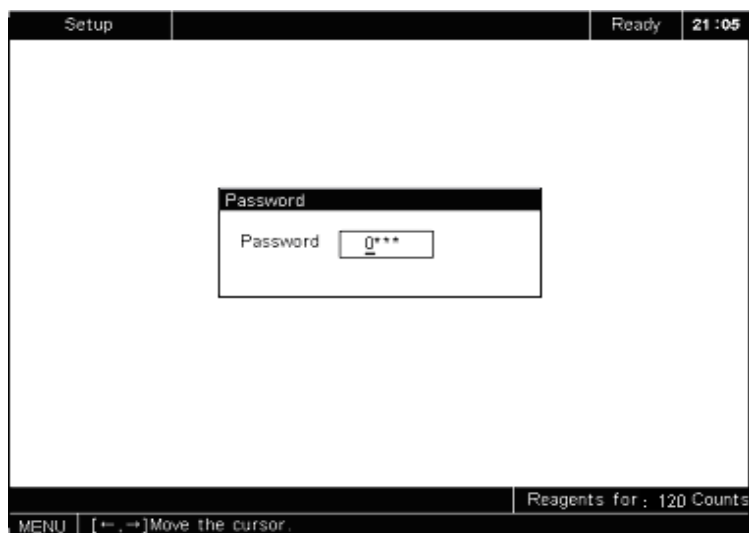 Setup Ready 21:05
Password
Password 0***
Reagents for: 120 Counts
MENU [←,→]Move the cursor.